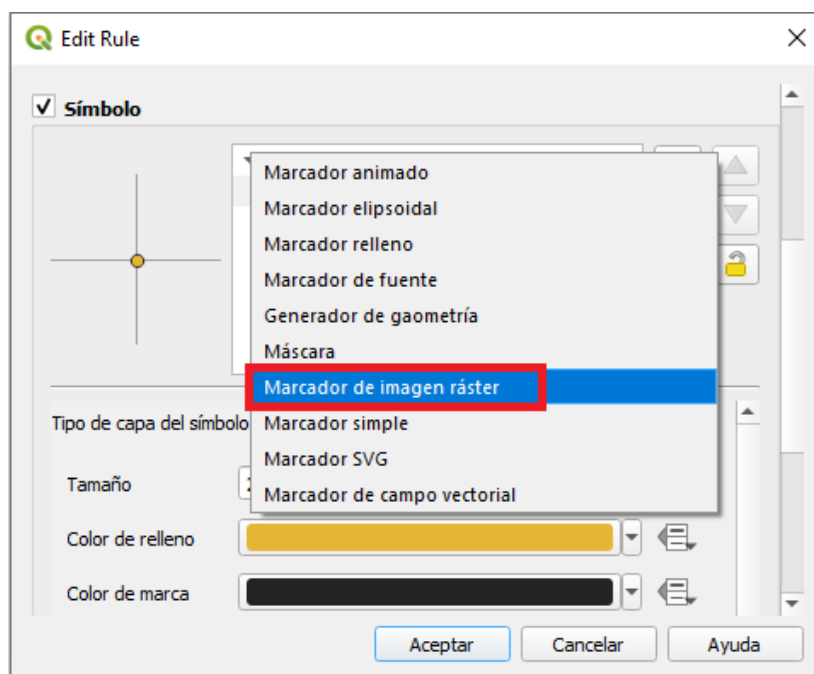 Edit Rule
Símbolo
Marcador animado
Marcador elipsoidal
Marcador relleno
Marcador de fuente
Generador de gaometría
Máscara
Marcador de imagen ráster
Tipo de capa del símbolo
Marcador simple
Marcador SVG
Tamaño
Marcador de campo vectorial
Color de relleno
Color de marca
Aceptar
Cancelar
Ayuda